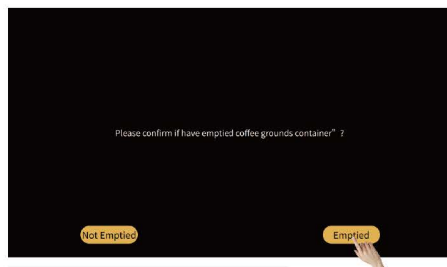 Please confirm if have emptied coffee grounds container” ?
Not Emptied
Emptied